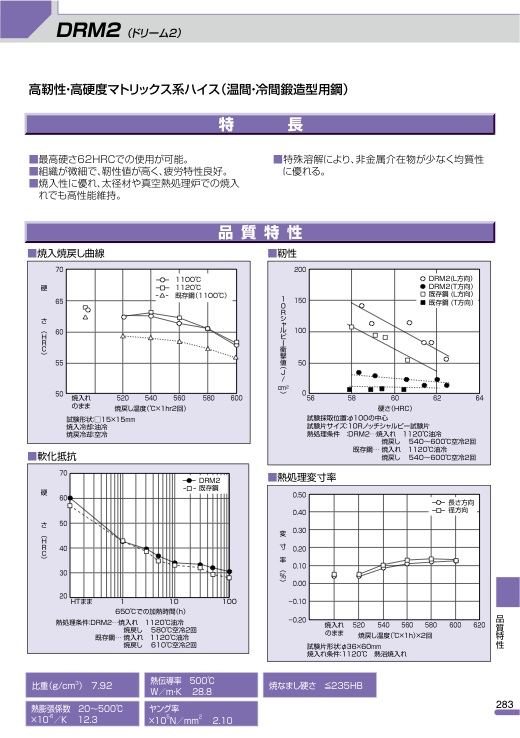 DRM2 (ドリーム2)
高靭性・高硬度マトリックス系ハイス(温間・冷間鍛造型用鋼)
特 長
■最高硬さ62HRCでの使用が可能。
■組織が微細で、靭性値が高く、疲労特性良好。
■焼入性に優れ、太径材や真空熱処理炉での焼入
れでも高性能維持。
■特殊溶解により、非金属介在物が少なく均質性
に優れる。
品質特性
■焼入焼戻し曲線
硬さ(HRC)
70
65
60
55
50
1100℃
1120℃
既存鋼(1100℃)
焼入れ
のまま
520 540 560 580 600
焼戻し温度(℃×1hr2回)
試験形状:□15×15mm
焼入冷却:油冷
焼戻冷却:空冷
■靭性
10Rシャルピー衝撃値(J/cm²)
200
150
100
50
0
DRM2(L方向)
DRM2(T方向)
既存鋼(L方向)
既存鋼(T方向)
56 58 60 62 64
硬さ(HRC)
試験採取位置:φ100の中心
試験片サイズ:10Rノッチシャルピー試験片
熱処理条件 :DRM2…焼入れ 1120℃油冷
焼戻し 540〜600℃空冷2回
既存鋼… 焼入れ 1120℃油冷
焼戻し 540〜600℃空冷2回
■軟化抵抗
硬さ(HRC)
70
60
50
40
30
20
DRM2
既存鋼
HTまま 1 10 100
650℃での加熱時間(h)
熱処理条件:DRM2…焼入れ 1120℃油冷
焼戻し 580℃空冷2回
既存鋼… 焼入れ 1120℃油冷
焼戻し 610℃空冷2回
■熱処理変寸率
変寸率(%)
0.50
0.40
0.30
0.20
0.10
0.00
-0.10
-0.20
長さ方向
径方向
焼入れ
のまま
520 540 560 580 600 620
焼戻し温度(℃×1h)×2回
試験片形状:φ36×60mm
焼入れ条件:1120℃ 熱浴焼入れ
比重(g/cm³) 7.92
熱伝導率 500℃
W/m・K 28.8
焼なまし硬さ ≦235HB
熱膨張係数 20〜500℃
×10⁻⁶/K 12.3
ヤング率
×10⁵N/mm² 2.10
品質特性
283